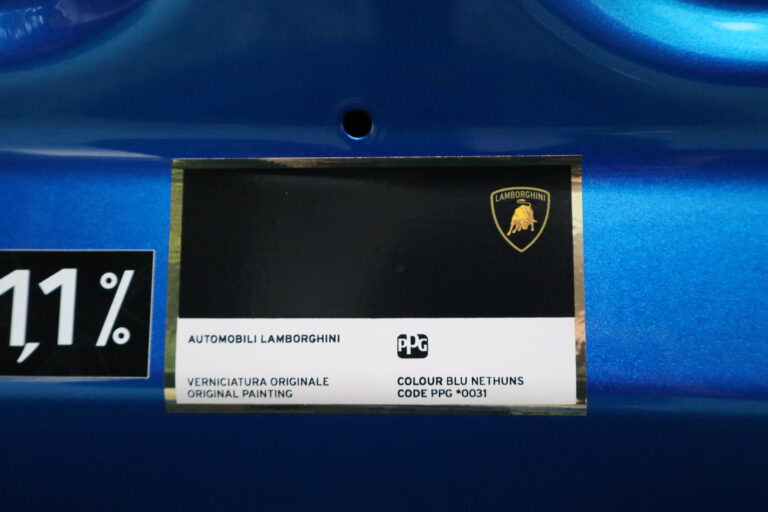 LAMBORGHINI
1,1%
AUTOMOBILI LAMBORGHINI
PPG
VERNICIATURA ORIGINALE
ORIGINAL PAINTING
COLOUR BLU NETHUNS
CODE PPG *0031